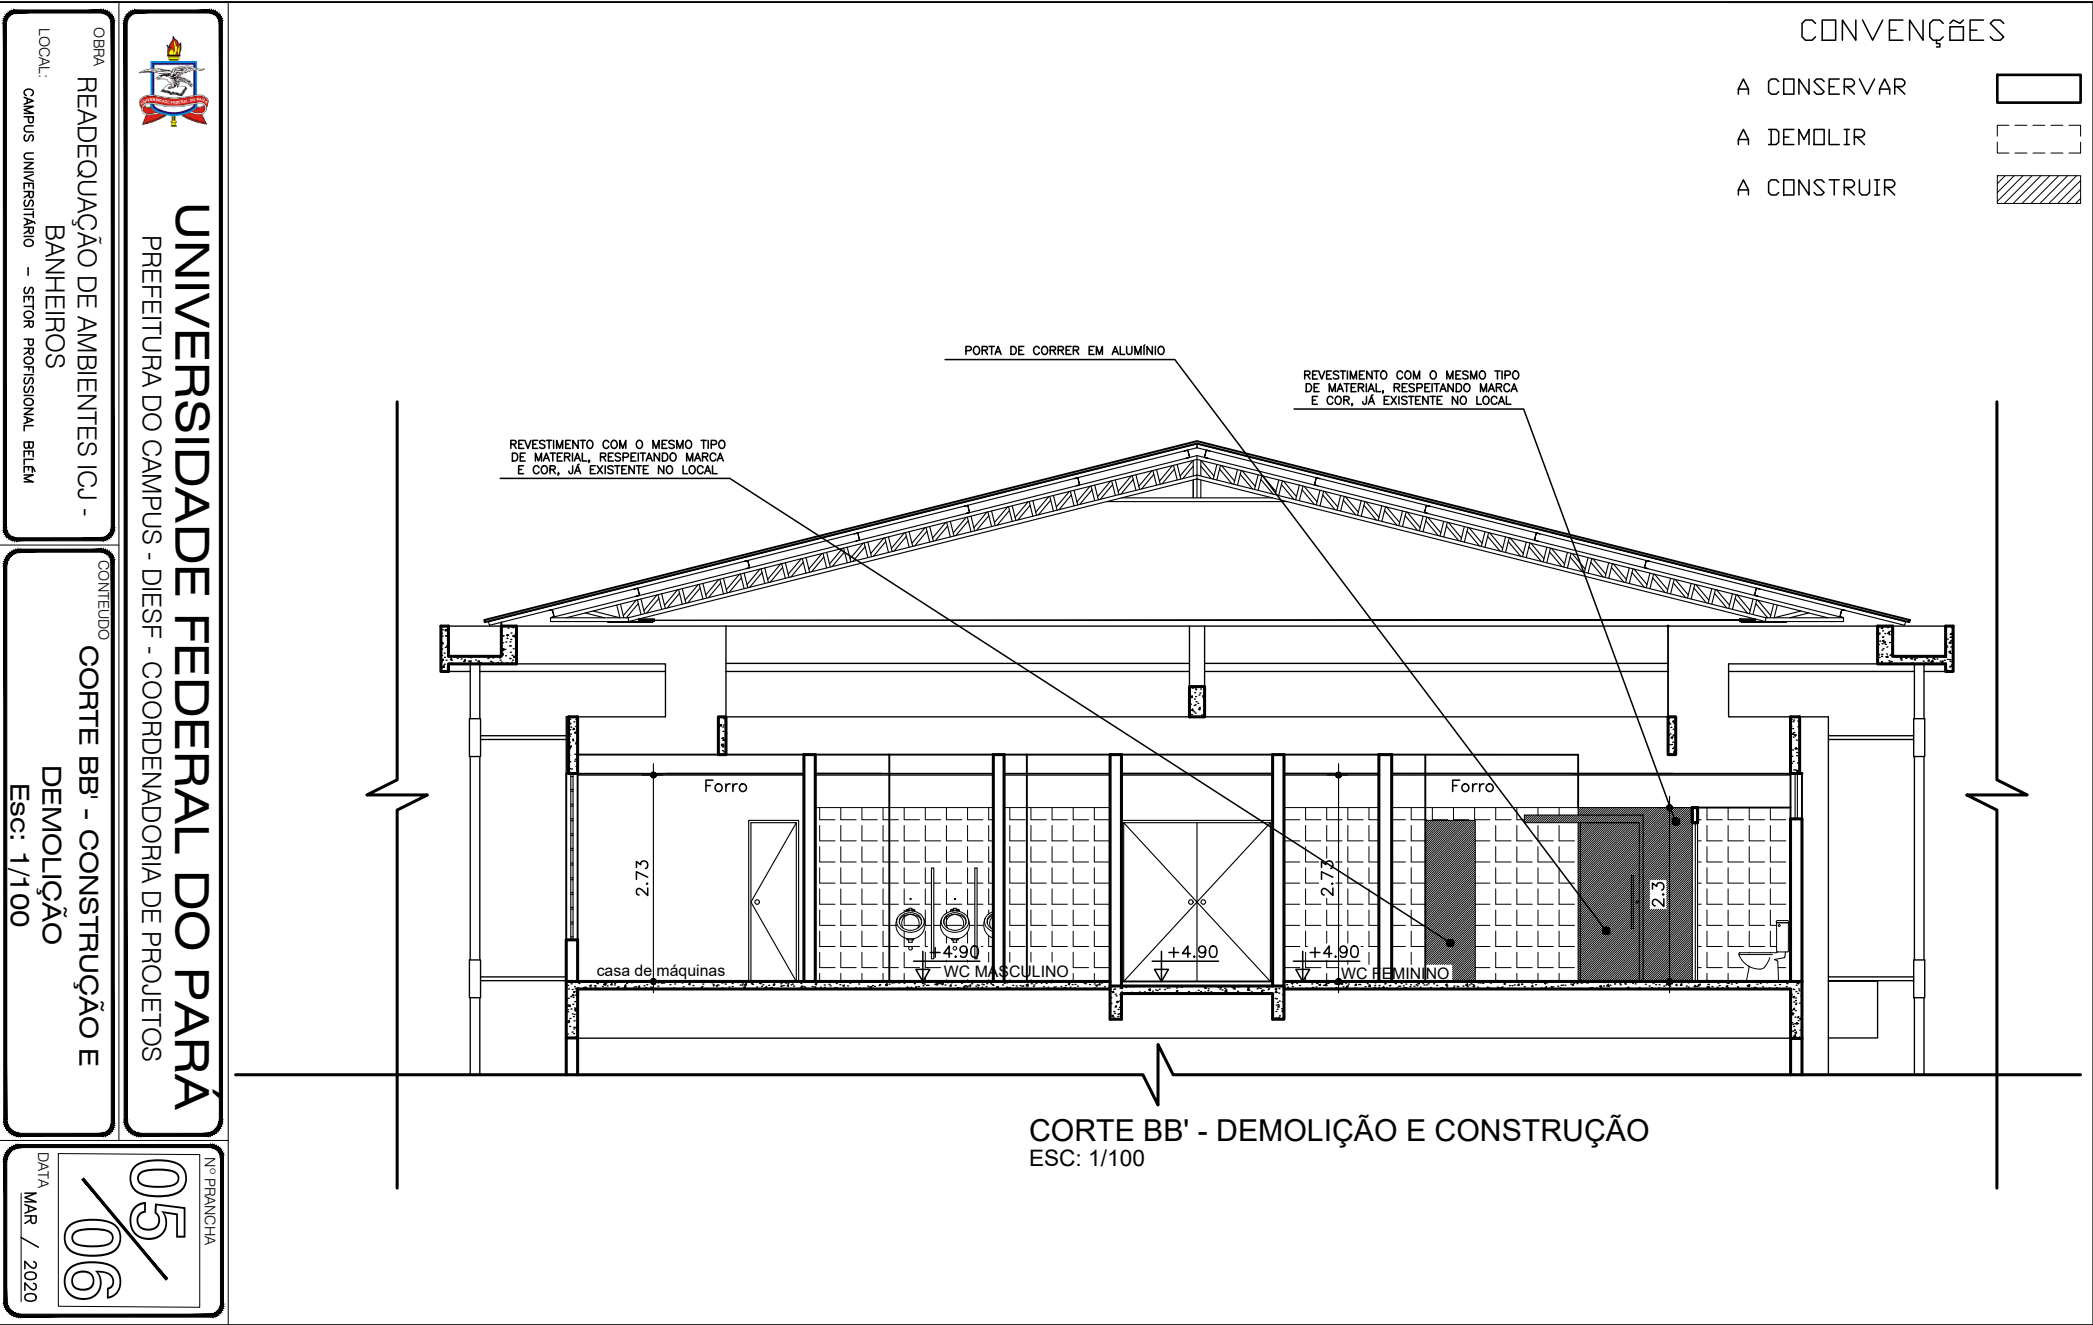 CONVENÇÕES
A CONSERVAR
A DEMOLIR
A CONSTRUIR
PORTA DE CORRER EM ALUMÍNIO
REVESTIMENTO COM O MESMO TIPO
DE MATERIAL, RESPEITANDO MARCA
E COR, JÁ EXISTENTE NO LOCAL
REVESTIMENTO COM O MESMO TIPO
DE MATERIAL, RESPEITANDO MARCA
E COR, JÁ EXISTENTE NO LOCAL
Forro
Forro
2.73
2.73
2.3
+4.90
+4.90
+4.90
casa de máquinas
WC MASCULINO
WC FEMININO
CORTE BB' - DEMOLIÇÃO E CONSTRUÇÃO
ESC: 1/100
UNIVERSIDADE FEDERAL DO PARÁ
PREFEITURA DO CAMPUS - DIESF - COORDENADORIA DE PROJETOS
OBRA
READEQUAÇÃO DE AMBIENTES ICJ -
BANHEIROS
LOCAL: CAMPUS UNIVERSITÁRIO - SETOR PROFISSIONAL BELÉM
CONTEÚDO
CORTE BB' - CONSTRUÇÃO E
DEMOLIÇÃO
Esc: 1/100
Nº PRANCHA
05
06
DATA MAR / 2020